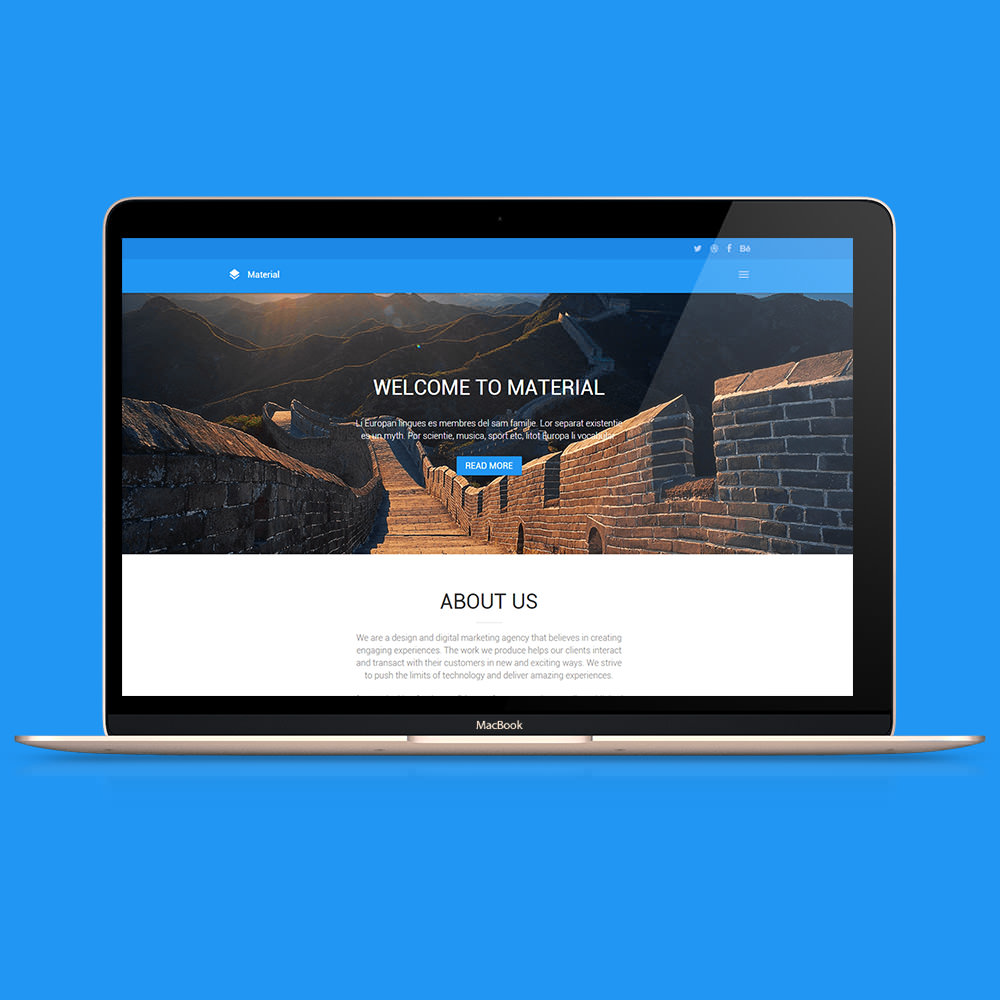 Bē
Material
WELCOME TO MATERIAL
Li Europan lingues es membres del sam familie. Lor separat existentie
es un myth. Por scientie, musica, sport etc, litot Europa li vocabular.
READ MORE
ABOUT US
We are a design and digital marketing agency that believes in creating
engaging experiences. The work we produce helps our clients interact
and transact with their customers in new and exciting ways. We strive
to push the limits of technology and deliver amazing experiences.
MacBook